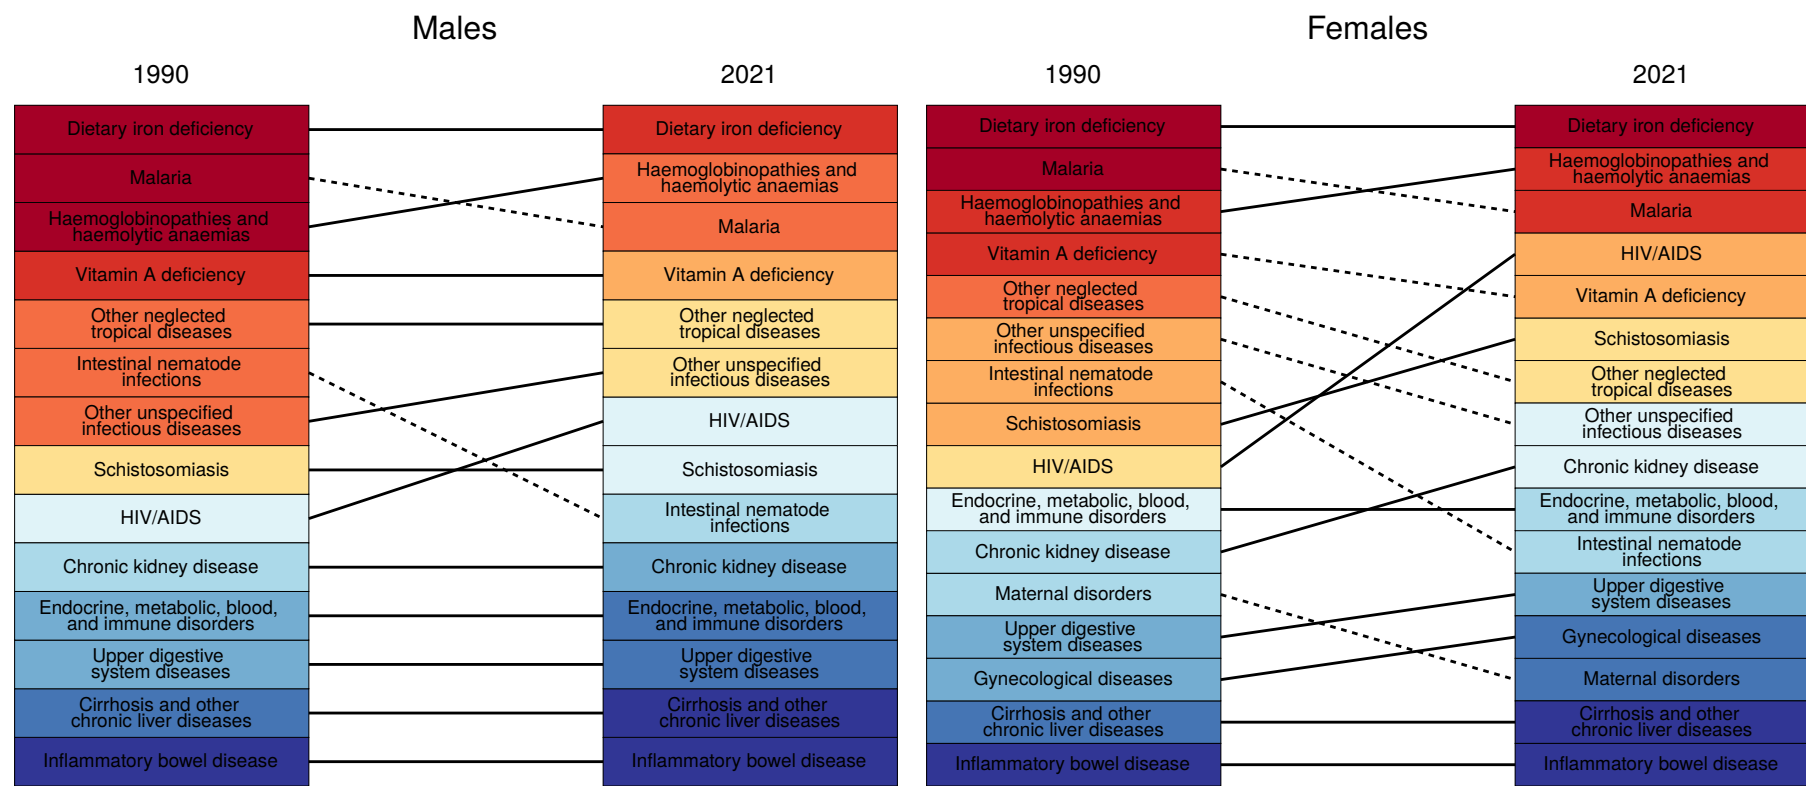 Males
1990
2021
Dietary iron deficiency
Malaria
Haemoglobinopathies and
haemolytic anaemias
Vitamin A deficiency
Other neglected
tropical diseases
Intestinal nematode
infections
Other unspecified
infectious diseases
Schistosomiasis
HIV/AIDS
Chronic kidney disease
Endocrine, metabolic, blood,
and immune disorders
Upper digestive
system diseases
Cirrhosis and other
chronic liver diseases
Inflammatory bowel disease
Dietary iron deficiency
Haemoglobinopathies and
haemolytic anaemias
Malaria
Vitamin A deficiency
Other neglected
tropical diseases
Other unspecified
infectious diseases
HIV/AIDS
Schistosomiasis
Intestinal nematode
infections
Chronic kidney disease
Endocrine, metabolic, blood,
and immune disorders
Upper digestive
system diseases
Cirrhosis and other
chronic liver diseases
Inflammatory bowel disease
Females
1990
2021
Dietary iron deficiency
Malaria
Haemoglobinopathies and
haemolytic anaemias
Vitamin A deficiency
Other neglected
tropical diseases
Other unspecified
infectious diseases
Intestinal nematode
infections
Schistosomiasis
HIV/AIDS
Endocrine, metabolic, blood,
and immune disorders
Chronic kidney disease
Maternal disorders
Upper digestive
system diseases
Gynecological diseases
Cirrhosis and other
chronic liver diseases
Inflammatory bowel disease
Dietary iron deficiency
Haemoglobinopathies and
haemolytic anaemias
Malaria
HIV/AIDS
Vitamin A deficiency
Schistosomiasis
Other neglected
tropical diseases
Other unspecified
infectious diseases
Chronic kidney disease
Endocrine, metabolic, blood,
and immune disorders
Intestinal nematode
infections
Upper digestive
system diseases
Gynecological diseases
Maternal disorders
Cirrhosis and other
chronic liver diseases
Inflammatory bowel disease